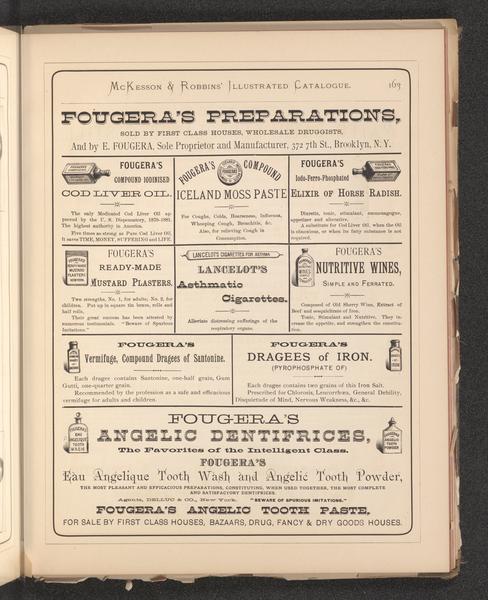 McKesson & Robbins' Illustrated Catalogue. 163
FOUGERA'S PREPARATIONS,
SOLD BY FIRST CLASS HOUSES, WHOLESALE DRUGGISTS,
And by E. FOUGERA, Sole Proprietor and Manufacturer, 372 7th St., Brooklyn, N. Y.
FOUGERA'S
COMPOUND IODINISED
COD LIVER OIL.
The only Medicated Cod Liver Oil ap-
proved by the U. S. Dispensatory, 1870-1881.
The highest authority in America.
Five times as strong as Pure Cod Liver Oil.
It saves TIME, MONEY, SUFFERING and LIFE.
FOUGERA'S COMPOUND
ICELAND MOSS PASTE
For Coughs, Colds, Hoarseness, Influenza,
Whooping Cough, Bronchitis, &c.
Also, for relieving Cough in
Consumption.
FOUGERA'S
Iodo-Ferro-Phosphated
ELIXIR OF HORSE RADISH.
Diuretic, tonic, stimulant, emmenagogue,
appetizer and alterative.
A substitute for Cod Liver Oil, when the Oil
is obnoxious, or when its fatty substance is not
required.
FOUGERA'S
READY-MADE
MUSTARD PLASTERS.
Two strengths, No. 1, for adults; No. 2, for
children. Put up in square tin boxes, rolls and
half rolls.
Their great success has been attested by
numerous testimonials. "Beware of Spurious
Imitations."
LANCELOT'S CIGARETTES FOR ASTHMA
LANCELOT'S
Asthmatic
Cigarettes.
Alleviate distressing sufferings of the
respiratory organs.
FOUGERA'S
NUTRITIVE WINES,
SIMPLE AND FERRATED.
Composed of Old Sherry Wine, Extract of
Beef and sesquicitrate of Iron.
Tonic, Stimulant and Nutritive. They in-
crease the appetite, and strengthen the constitu-
tion.
FOUGERA'S
Vermifuge, Compound Dragees of Santonine.
Each dragee contains Santonine, one-half grain, Gum
Gutti, one-quarter grain.
Recommended by the profession as a safe and efficacious
vermifuge for adults and children.
FOUGERA'S
DRAGEES of IRON.
(PYROPHOSPHATE OF)
Each dragee contains two grains of this Iron Salt.
Prescribed for Chlorosis, Leucorrhœa, General Debility,
Disquietude of Mind, Nervous Weakness, &c., &c.
FOUGERA'S
ANGELIC DENTIFRICES,
The Favorites of the Intelligent Class.
FOUGERA'S
Eau Angelique Tooth Wash and Angelic Tooth Powder,
THE MOST PLEASANT AND EFFICACIOUS PREPARATIONS, CONSTITUTING, WHEN USED TOGETHER, THE MOST COMPLETE
AND SATISFACTORY DENTIFRICES.
Agents, DELLUC & CO., New York. "BEWARE OF SPURIOUS IMITATIONS."
FOUGERA'S ANGELIC TOOTH PASTE,
FOR SALE BY FIRST CLASS HOUSES, BAZAARS, DRUG, FANCY & DRY GOODS HOUSES.